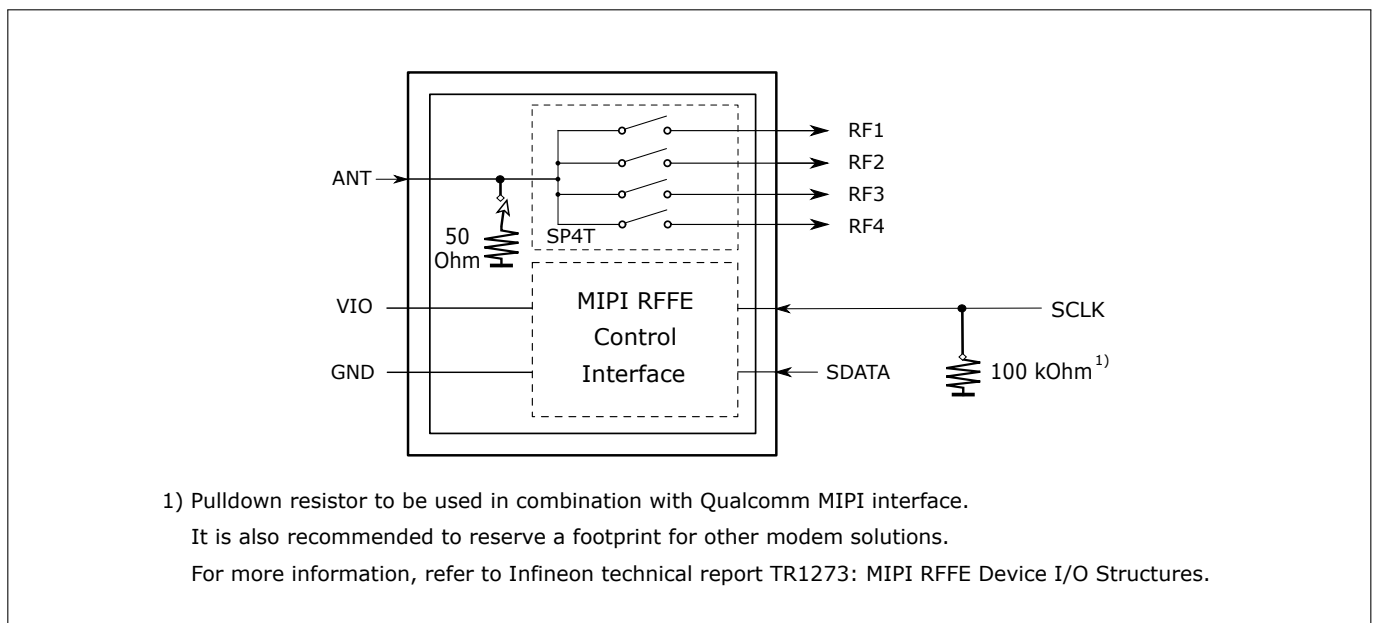 RF1
RF2
ANT
RF3
RF4
50
Ohm
SP4T
VIO
MIPI RFFE
Control
Interface
SCLK
GND
SDATA
100 kOhm 1)
1) Pulldown resistor to be used in combination with Qualcomm MIPI interface.
It is also recommended to reserve a footprint for other modem solutions.
For more information, refer to Infineon technical report TR1273: MIPI RFFE Device I/O Structures.